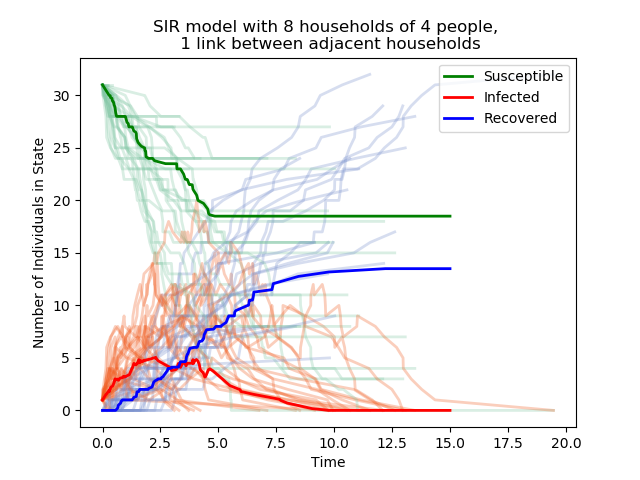 SIR model with 8 households of 4 people,
1 link between adjacent households
Susceptible
Infected
Recovered
Number of Individuals in State
30
25
20
15
10
5
0
0.0 2.5 5.0 7.5 10.0 12.5 15.0 17.5 20.0
Time